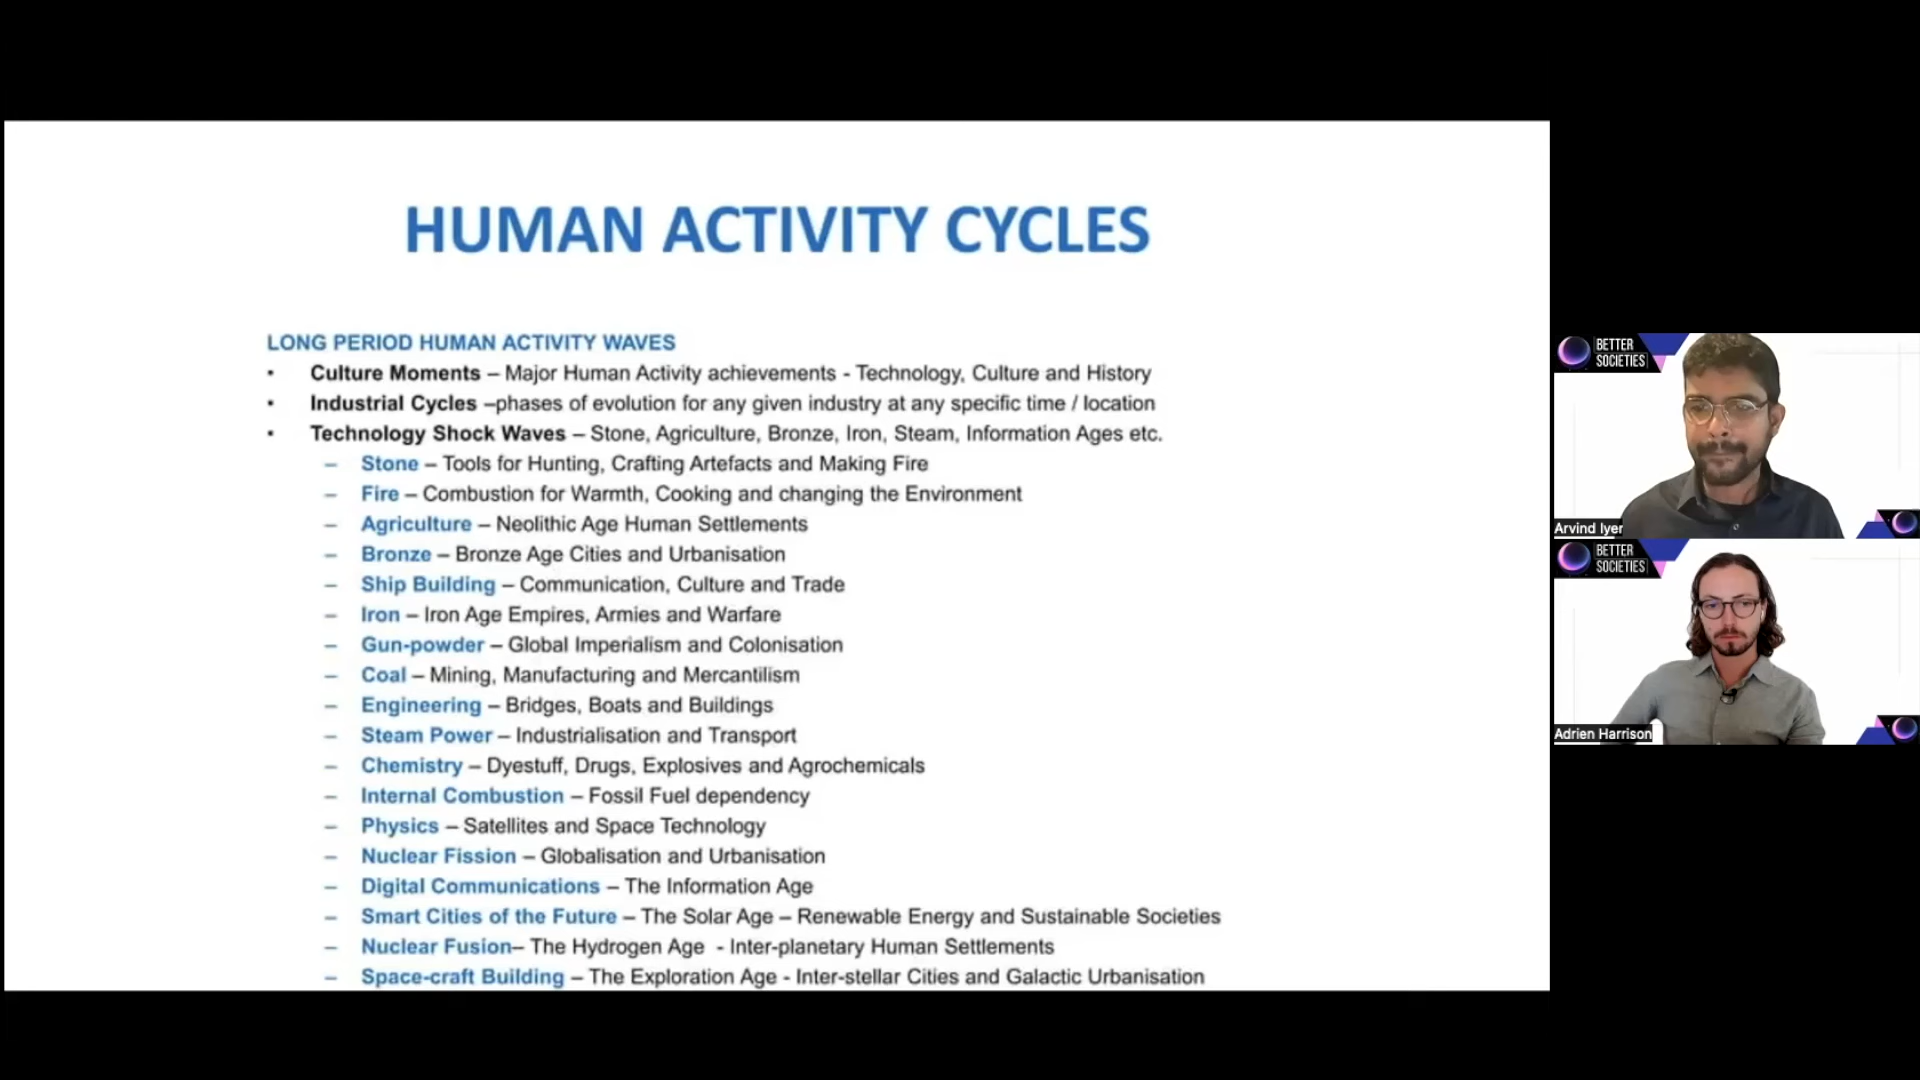 HUMAN ACTIVITY CYCLES
LONG PERIOD HUMAN ACTIVITY WAVES
▪ Culture Moments – Major Human Activity achievements - Technology, Culture and History
▪ Industrial Cycles –phases of evolution for any given industry at any specific time / location
▪ Technology Shock Waves – Stone, Agriculture, Bronze, Iron, Steam, Information Ages etc.
– Stone – Tools for Hunting, Crafting Artefacts and Making Fire
– Fire – Combustion for Warmth, Cooking and changing the Environment
– Agriculture – Neolithic Age Human Settlements
– Bronze – Bronze Age Cities and Urbanisation
– Ship Building – Communication, Culture and Trade
– Iron – Iron Age Empires, Armies and Warfare
– Gun-powder – Global Imperialism and Colonisation
– Coal – Mining, Manufacturing and Mercantilism
– Engineering – Bridges, Boats and Buildings
– Steam Power – Industrialisation and Transport
– Chemistry – Dyestuff, Drugs, Explosives and Agrochemicals
– Internal Combustion – Fossil Fuel dependency
– Physics – Satellites and Space Technology
– Nuclear Fission – Globalisation and Urbanisation
– Digital Communications – The Information Age
– Smart Cities of the Future – The Solar Age – Renewable Energy and Sustainable Societies
– Nuclear Fusion– The Hydrogen Age - Inter-planetary Human Settlements
– Space-craft Building – The Exploration Age - Inter-stellar Cities and Galactic Urbanisation
BETTER
SOCIETIES
Arvind Iyer
BETTER
SOCIETIES
Adrien Harrison